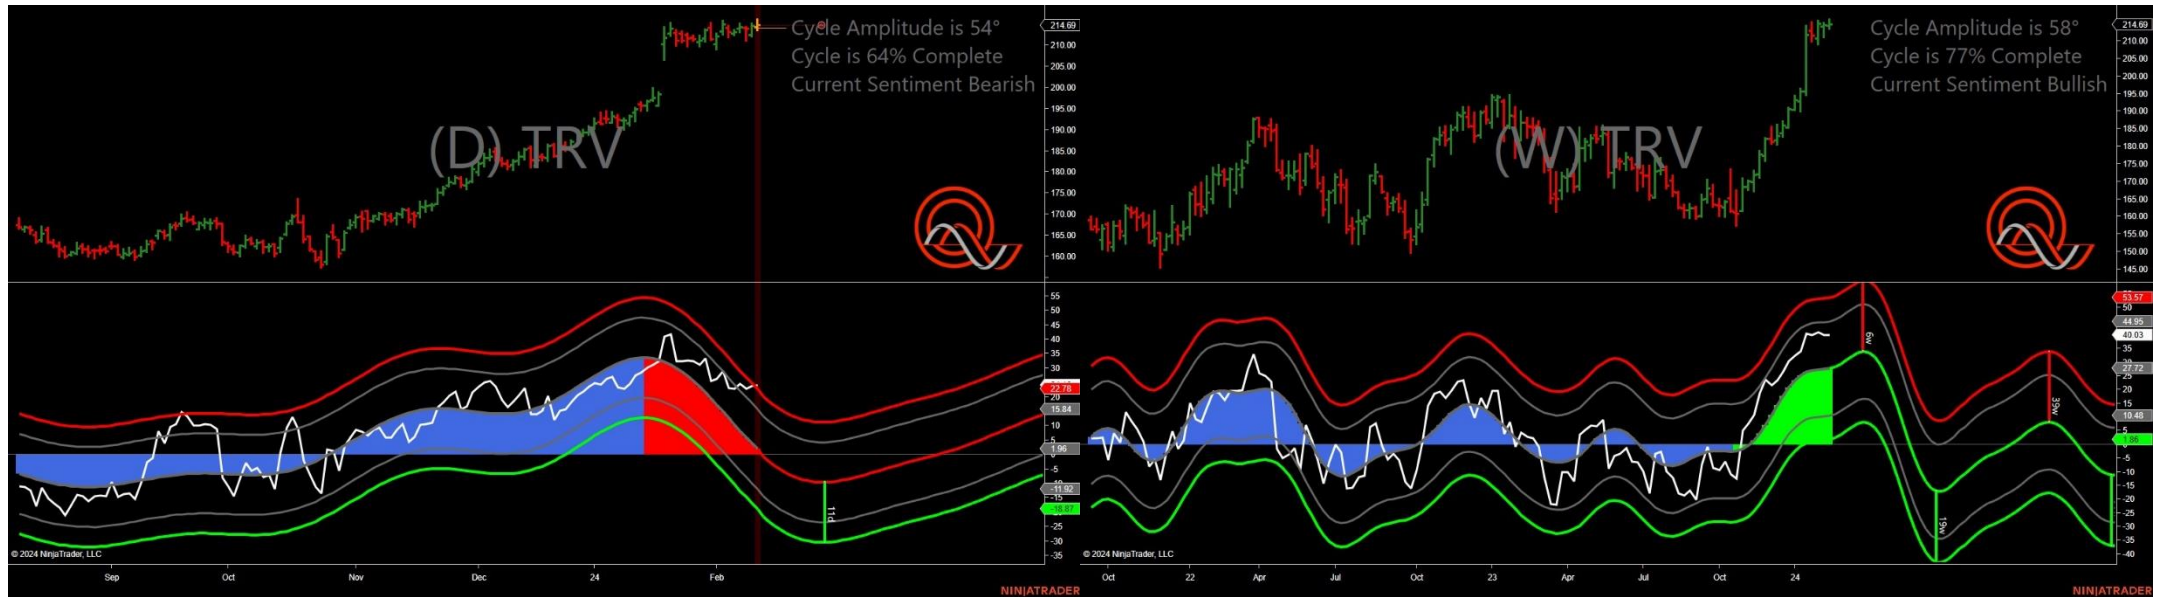 Cycle Amplitude is 54°
Cycle is 64% Complete
Current Sentiment Bearish
(D) TRV
214.69
210.00
205.00
200.00
195.00
190.00
185.00
180.00
175.00
170.00
165.00
160.00
55
50
45
40
35
30
22.78
20
15.84
10
5
1.96
0
-5
-11.92
-15
-18.87
-25
-30
-35
11d
© 2024 NinjaTrader, LLC
Sep
Oct
Nov
Dec
24
Feb
NINJATRADER
Cycle Amplitude is 58°
Cycle is 77% Complete
Current Sentiment Bullish
(W) TRV
214.69
210.00
205.00
200.00
195.00
190.00
185.00
180.00
175.00
170.00
165.00
160.00
155.00
150.00
145.00
53.57
50
44.95
40.03
35
27.72
25
20
15
10.48
5
1.86
-5
-10
-15
-20
-25
-30
-35
-40
6w
39w
19w
© 2024 NinjaTrader, LLC
Oct
22
Apr
Jul
Oct
23
Apr
Jul
Oct
24
NINJATRADER